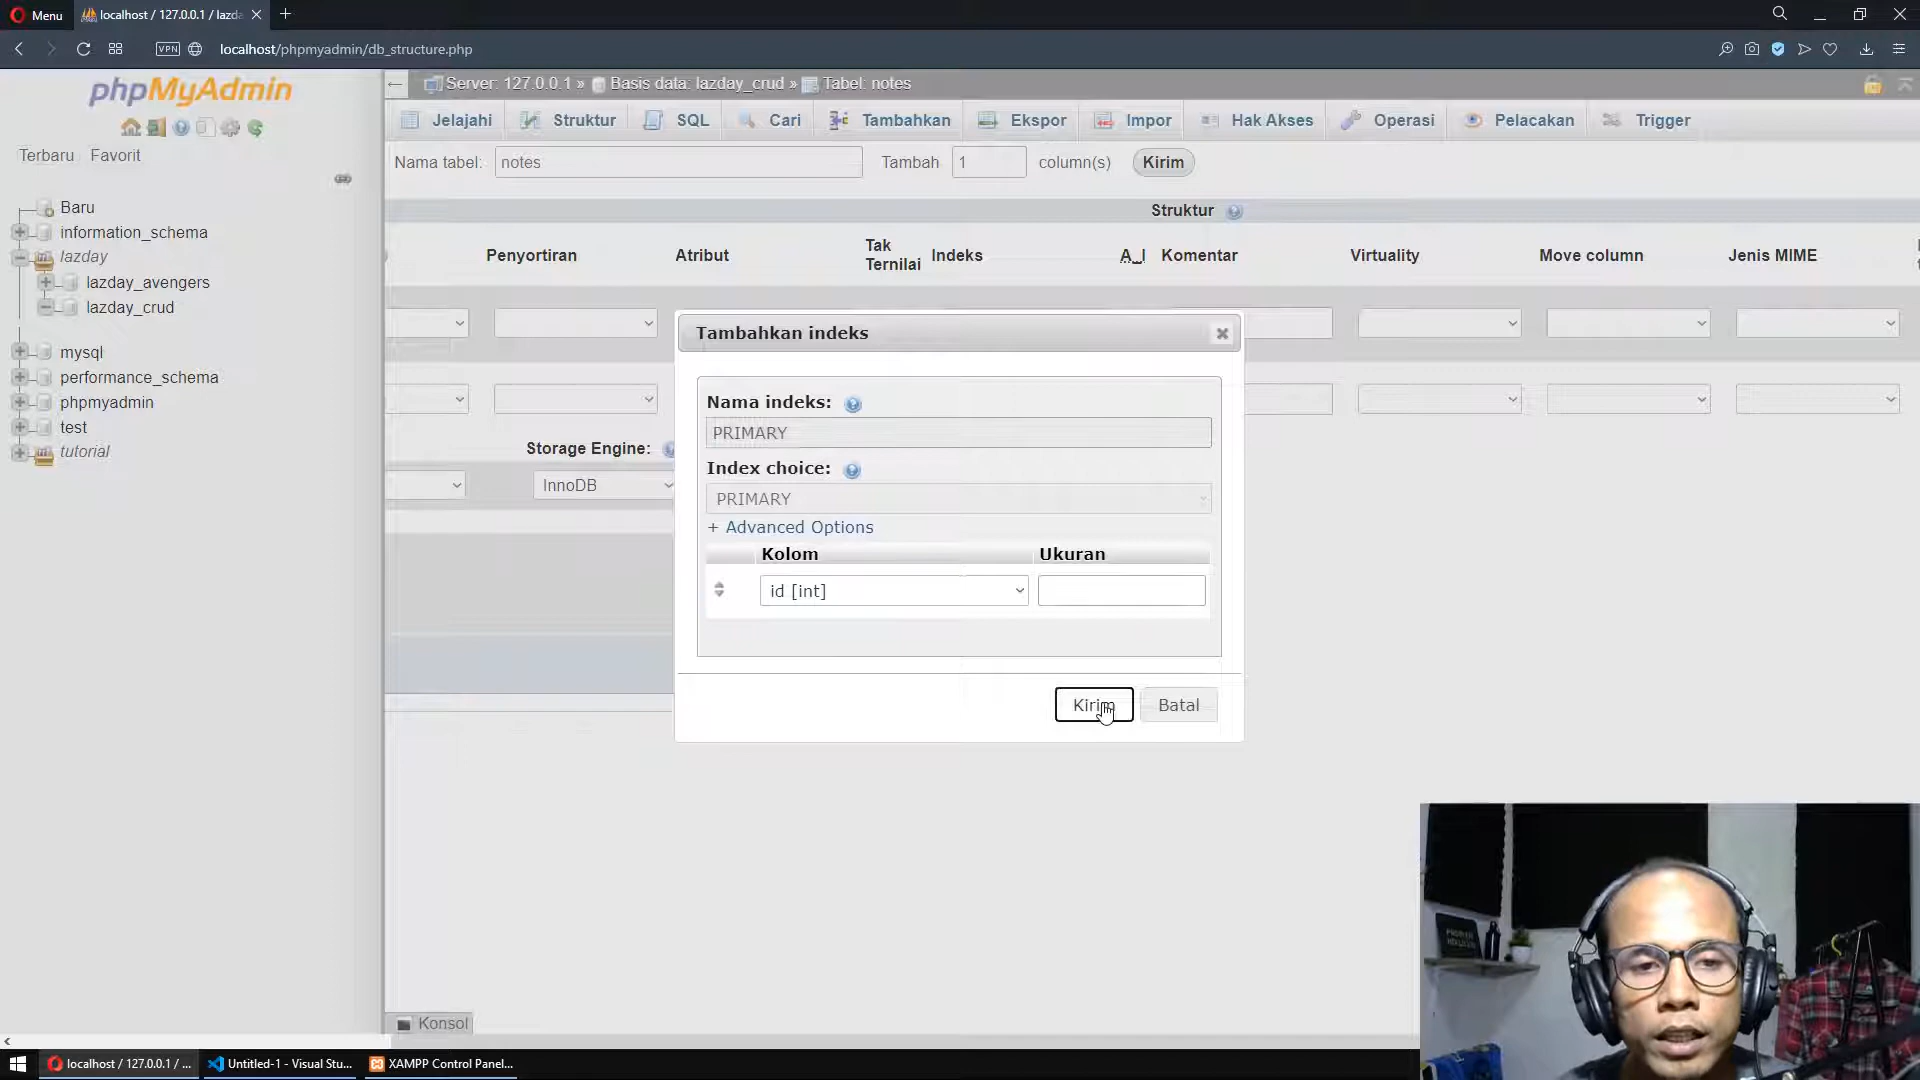 Menu
localhost / 127.0.0.1 / lazda
VPN
localhost/phpmyadmin/db_structure.php
phpMyAdmin
Terbaru Favorit
Baru
information_schema
lazday
lazday_avengers
lazday_crud
mysql
performance_schema
phpmyadmin
test
tutorial
Server: 127.0.0.1 » Basis data: lazday_crud » Tabel: notes
Jelajahi Struktur SQL Cari Tambahkan Ekspor Impor Hak Akses Operasi Pelacakan Trigger
Nama tabel: notes Tambah 1 column(s) Kirim
Struktur
Penyortiran Atribut Tak Ternilai Indeks A_I Komentar Virtuality Move column Jenis MIME
Storage Engine:
InnoDB
Tambahkan indeks
Nama indeks:
PRIMARY
Index choice:
PRIMARY
+ Advanced Options
Kolom Ukuran
id [int]
Kirim Batal
Konsol
localhost / 127.0.0.1 / ... Untitled-1 - Visual Stu... XAMPP Control Panel...